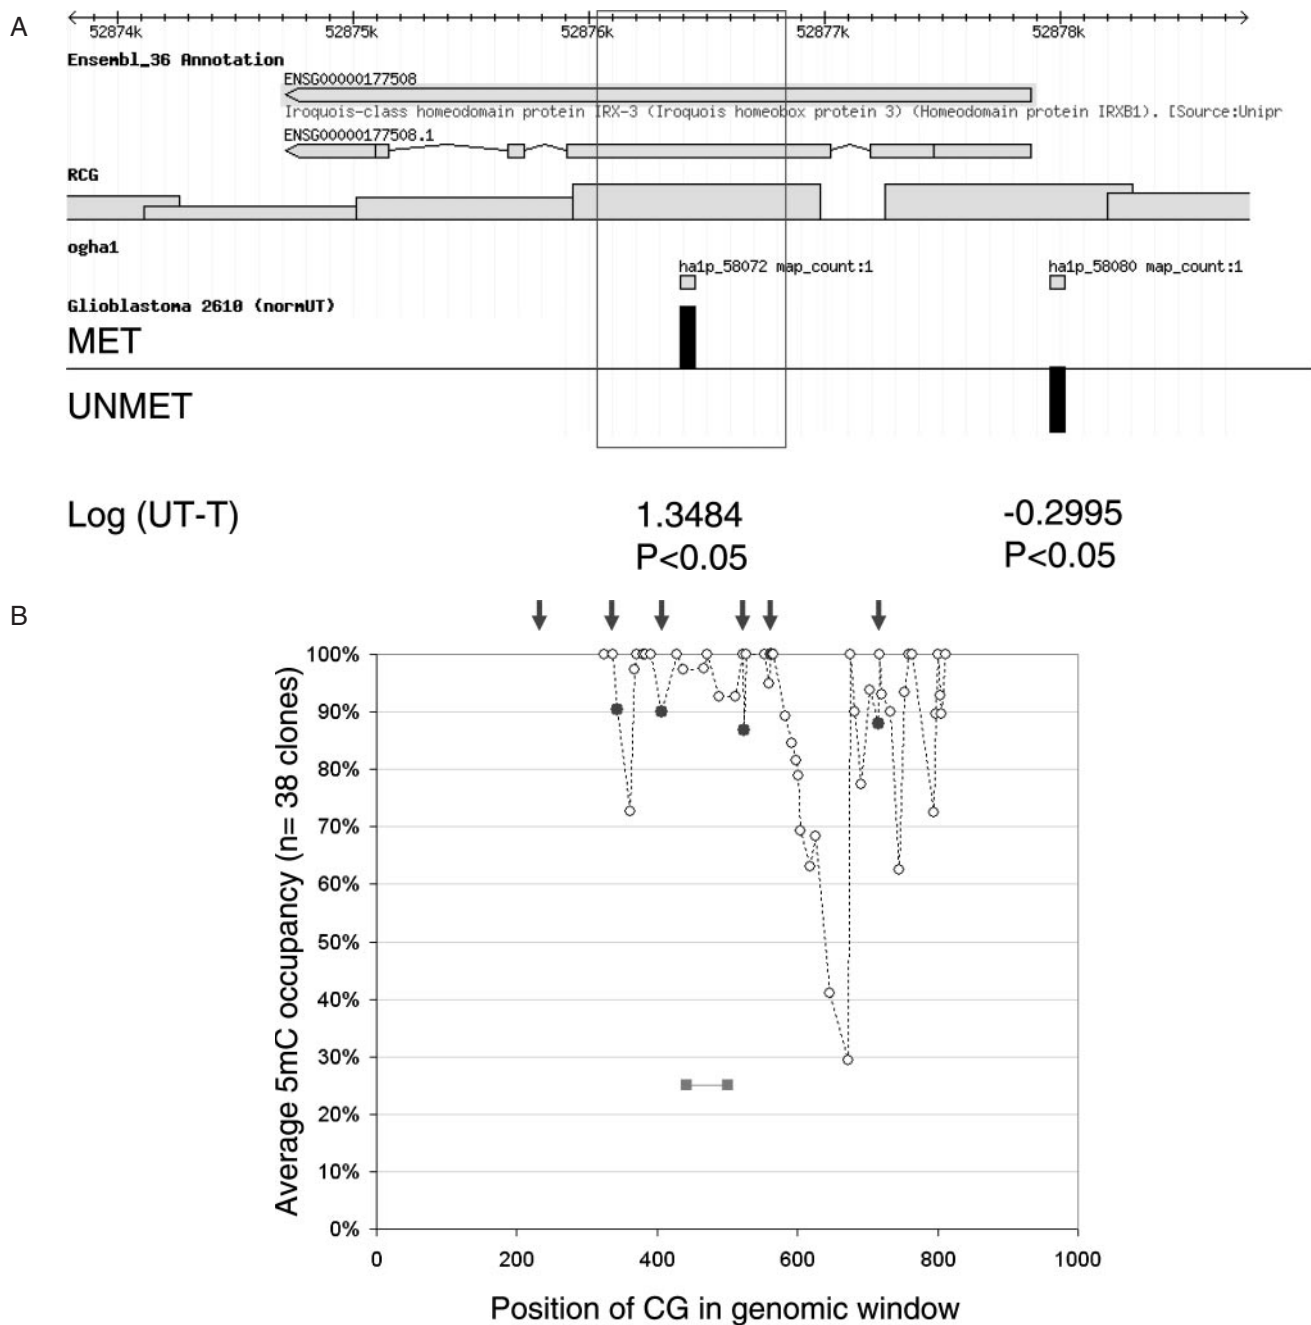 A
52874k 52875k 52876k 52877k 52878k
Ensembl_36 Annotation
ENSG00000177508
Iroquois-class homeodomain protein IRX-3 (Iroquois homeobox protein 3) (Homeodomain protein IRXB1). [Source:Unipr
ENSG00000177508.1
RCG
ogha1
ha1p_58072 map_count:1 ha1p_58080 map_count:1
Glioblastoma 2610 (normUT)
MET
UNMET
Log (UT-T) 1.3484 -0.2995
P<0.05 P<0.05
B
Average 5mC occupancy (n= 38 clones)
100%
90%
80%
70%
60%
50%
40%
30%
20%
10%
0%
0 200 400 600 800 1000
Position of CG in genomic window